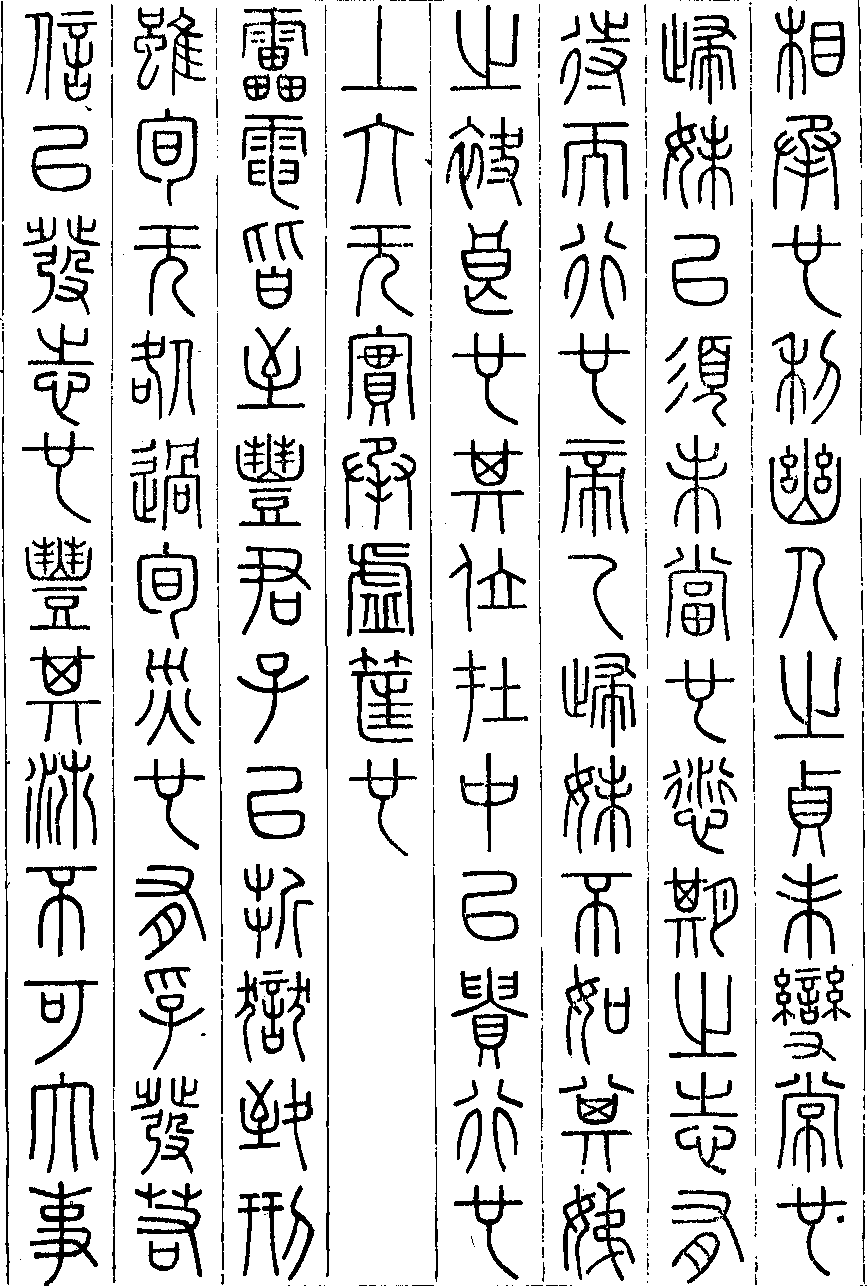 相承也利幽人之貞未變常也
歸妹以須未當也愆期之志有
待而行也帝乙歸妹不如其娣
之袂良也其位在中以貴行也
上六无實承虛筐也
雷電皆至豐君子以折獄致刑
雖旬无咎過旬災也有孚發若
信以發志也豐其沛不可大事